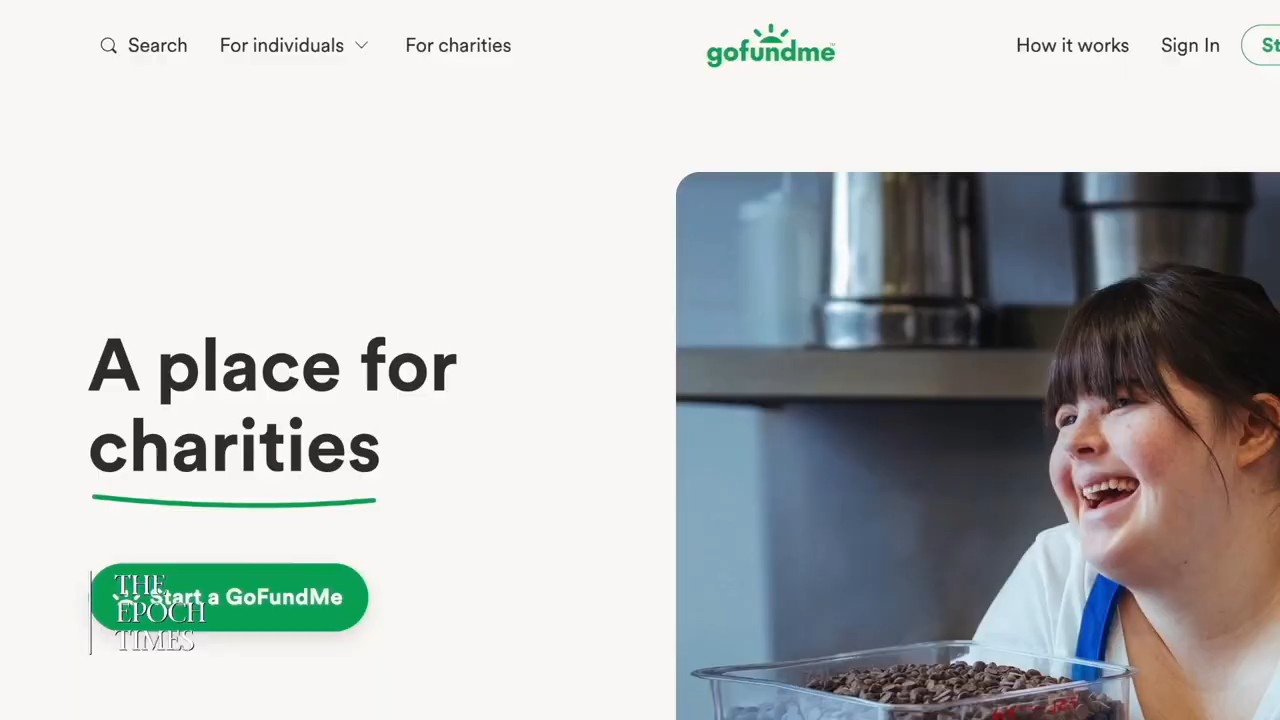 Search
For individuals
For charities
gofundme
How it works
Sign In
St
A place for
charities
Start a GoFundMe
THE
EPOCH
TIMES